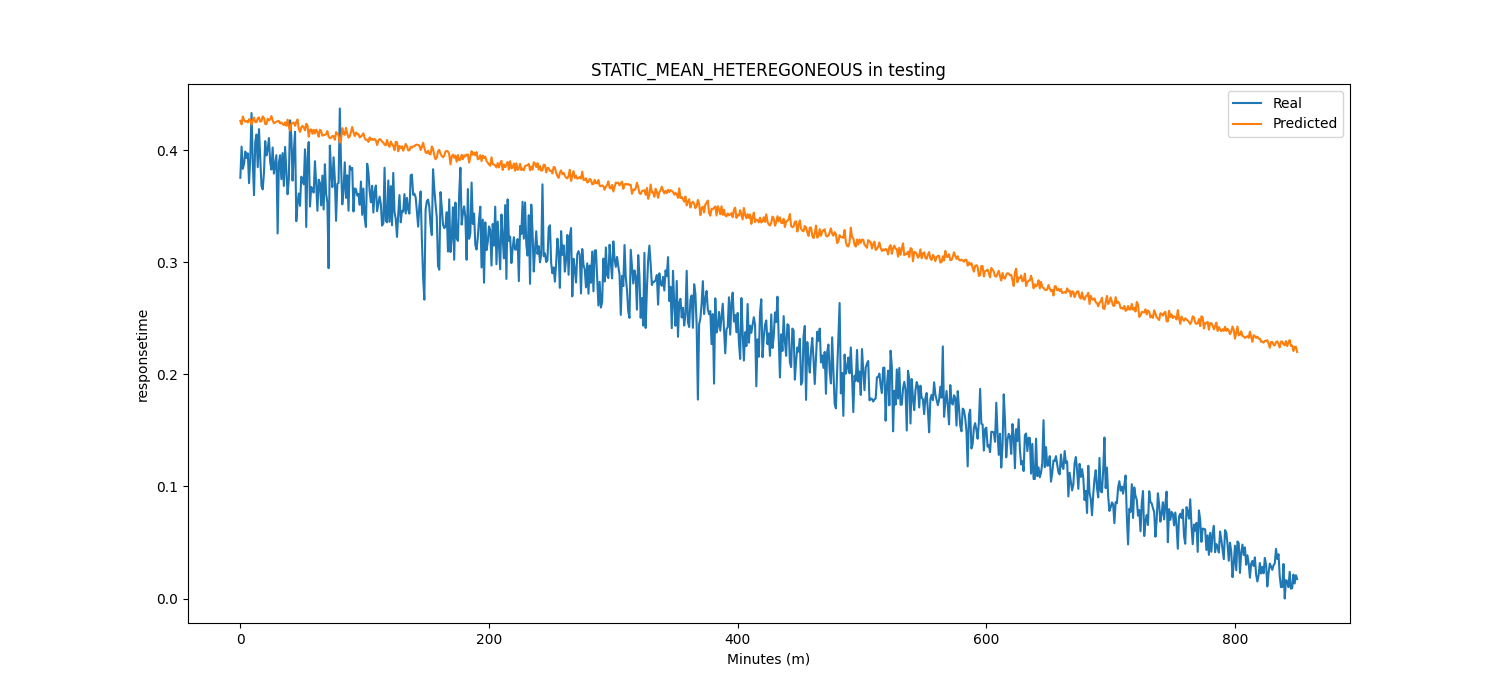 STATIC_MEAN_HETEREGONEOUS in testing
Real
Predicted
responsetime
0.4
0.3
0.2
0.1
0.0
0 200 400 600 800
Minutes (m)